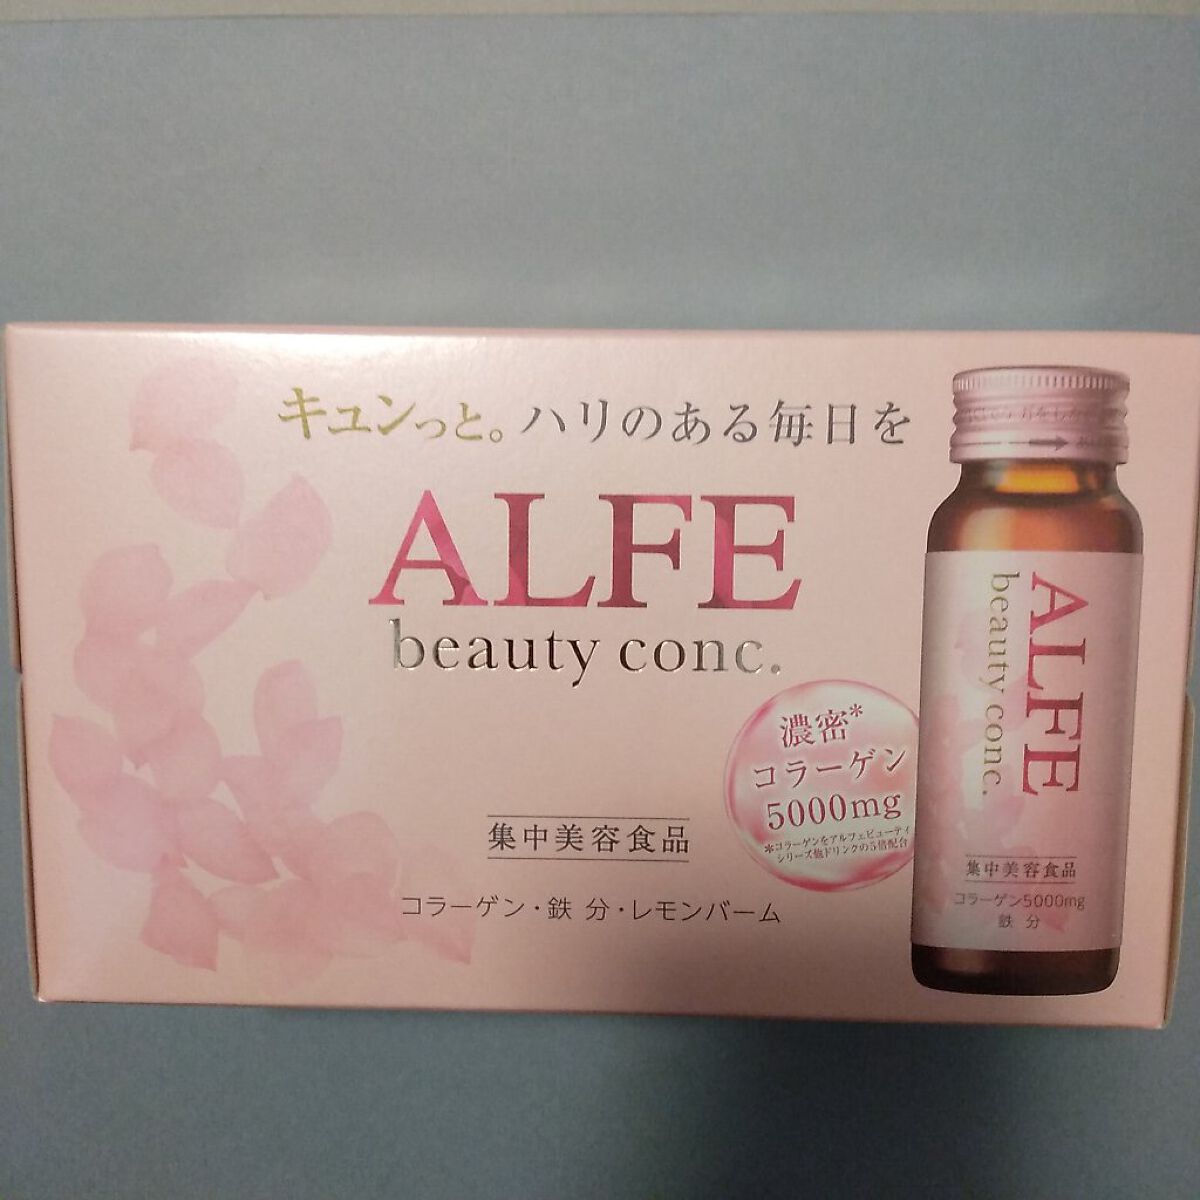 キュンっと。ハリのある毎日を
ALFE
beauty conc.
濃密*
コラーゲン
5000mg
*コラーゲンをアルフェビューティ
シリーズ他ドリンクの5倍配合
集中美容食品
コラーゲン・鉄 分・レモンバーム
ALFE
beauty conc.
集中美容食品
コラーゲン5000mg
鉄 分